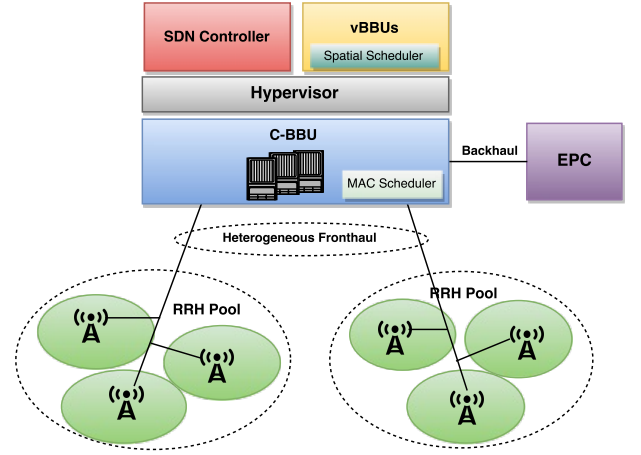 SDN Controller
vBBUs
Spatial Scheduler
Hypervisor
C-BBU
MAC Scheduler
Backhaul
EPC
Heterogeneous Fronthaul
RRH Pool
RRH Pool